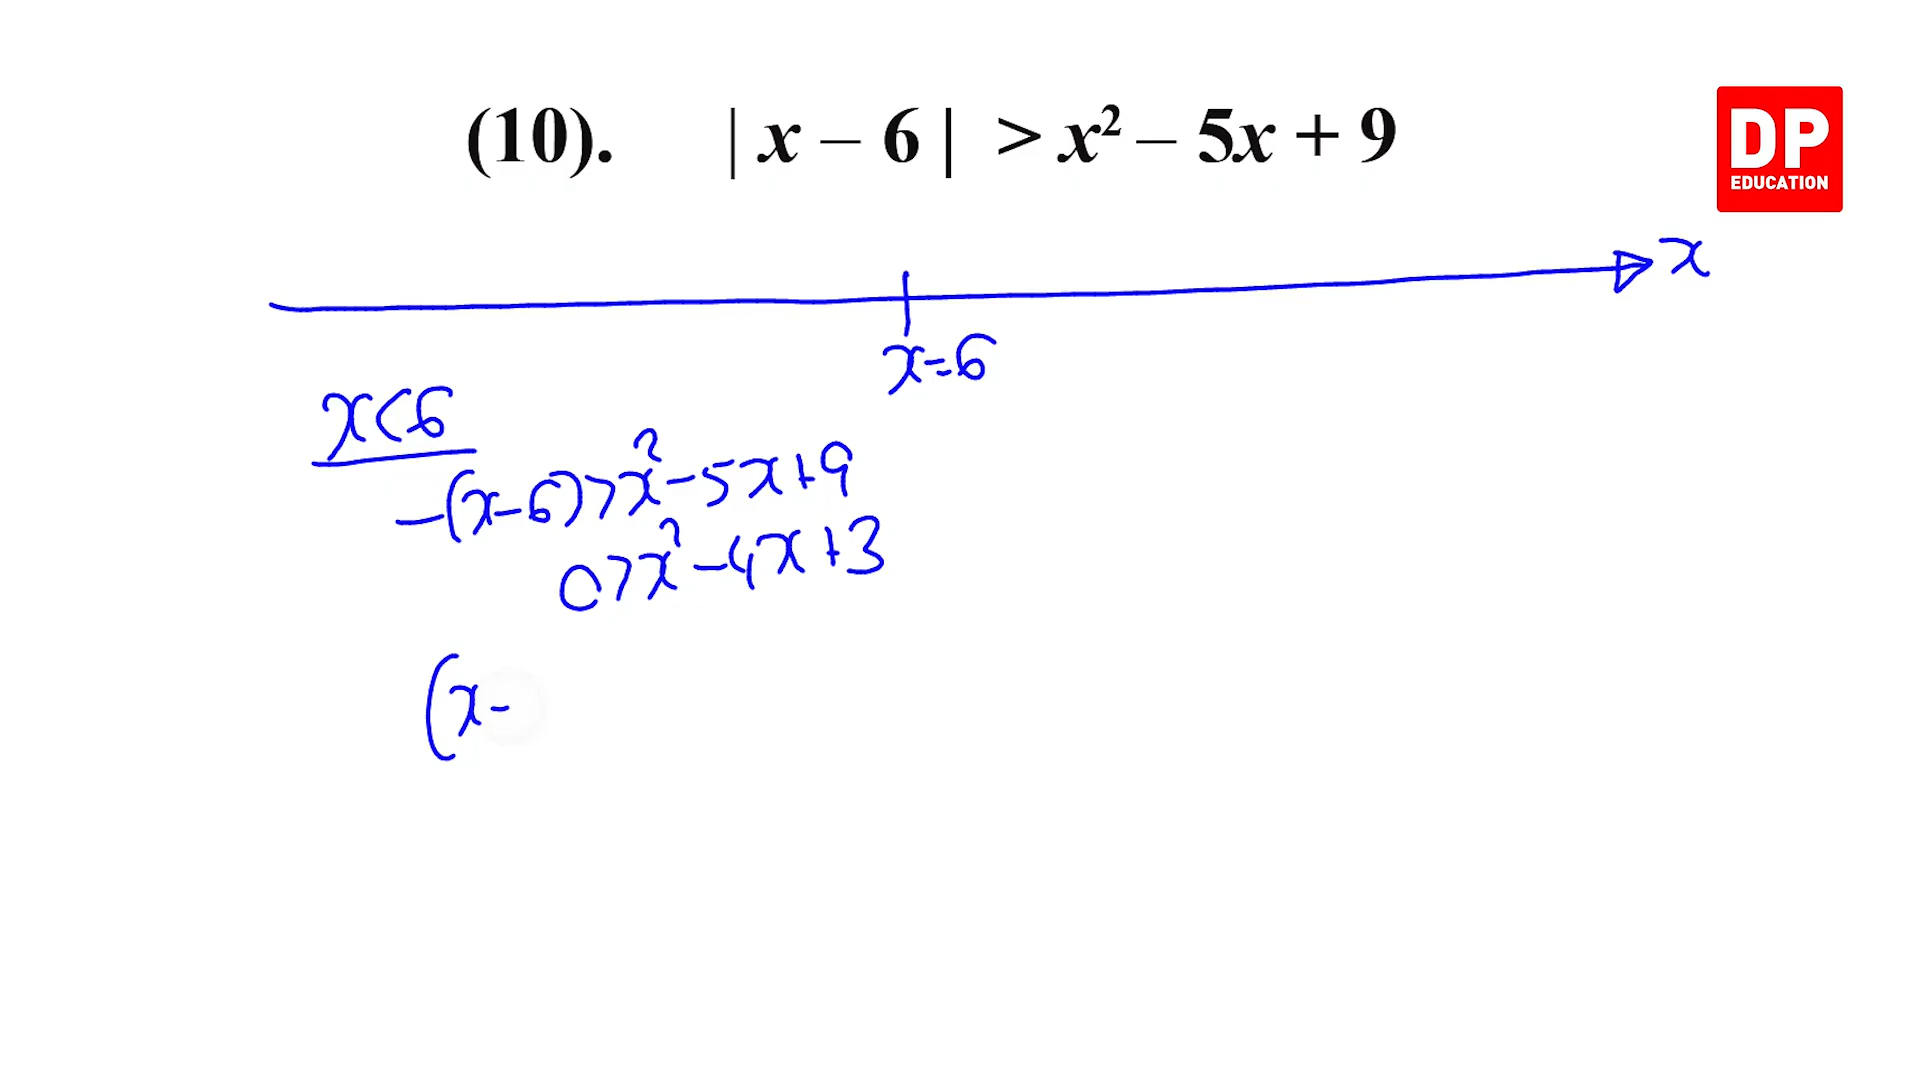 (10). | x – 6 | > x² – 5x + 9
DP
EDUCATION
x
x=6
x<6
-(x-6)>x²-5x+9
0>x²-4x+3
(x-